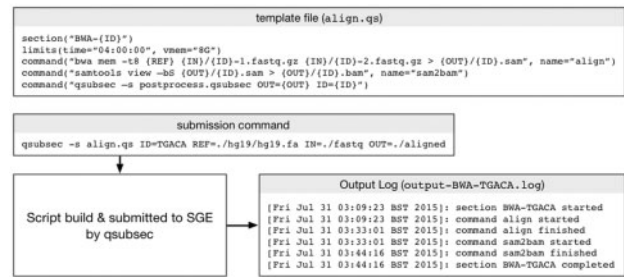 template file (align.qs)
section("BWA-{ID}")
limits(time="04:00:00", vmem="8G")
command("bwa mem -t8 {REF} {IN}/{ID}-1.fastq.gz {IN}/{ID}-2.fastq.gz > {OUT}/{ID}.sam", name="align")
command("samtools view -bS {OUT}/{ID}.sam > {OUT}/{ID}.bam", name="sam2bam")
command("qsubsec -s postprocess.qsubsec OUT={OUT} ID={ID}")
submission command
qsubsec -s align.qs ID=TGACA REF=./hg19/hg19.fa IN=./fastq OUT=./aligned
Script build & submitted to SGE
by qsubsec
Output Log (output-BWA-TGACA.log)
[Fri Jul 31 03:09:23 BST 2015]: section BWA-TGACA started
[Fri Jul 31 03:09:23 BST 2015]: command align started
[Fri Jul 31 03:33:01 BST 2015]: command align finished
[Fri Jul 31 03:33:01 BST 2015]: command sam2bam started
[Fri Jul 31 03:44:16 BST 2015]: command sam2bam finished
[Fri Jul 31 03:44:16 BST 2015]: section BWA-TGACA completed